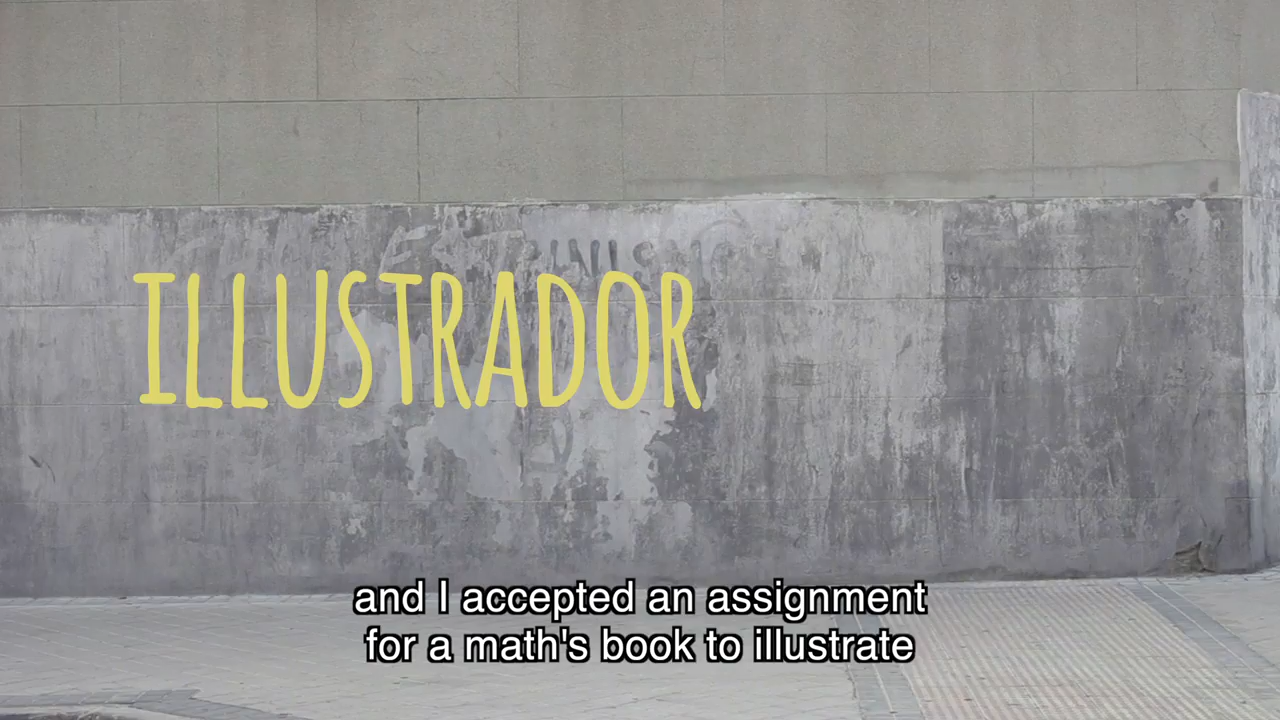 ILLUSTRADOR
and I accepted an assignment
for a math's book to illustrate